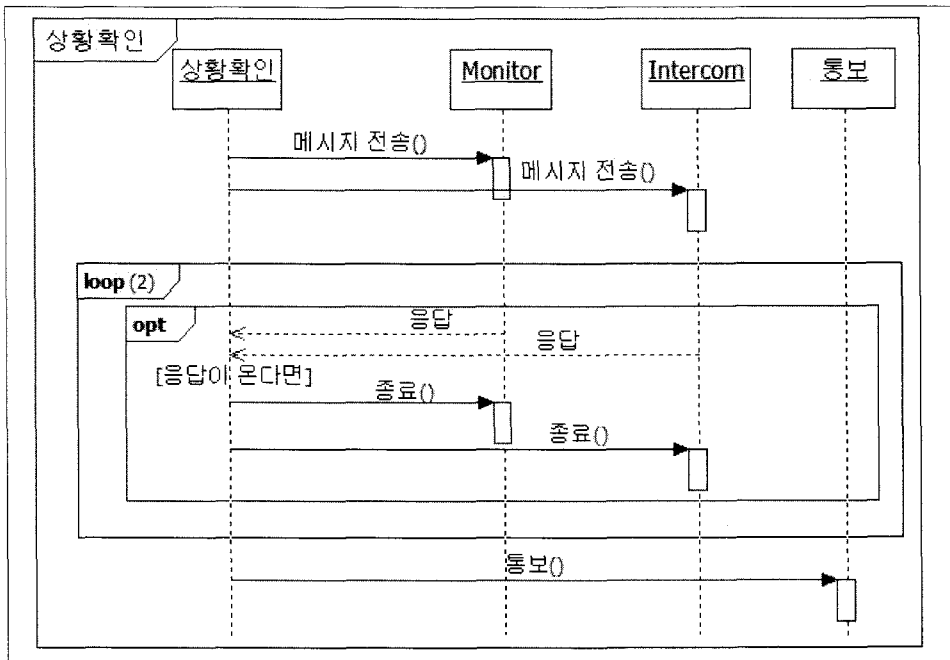 상황확인
상황확인 Monitor Intercom 통보
메시지 전송()
메시지 전송()
loop (2)
opt
응답
응답
[응답이 온다면]
종료()
종료()
통보()